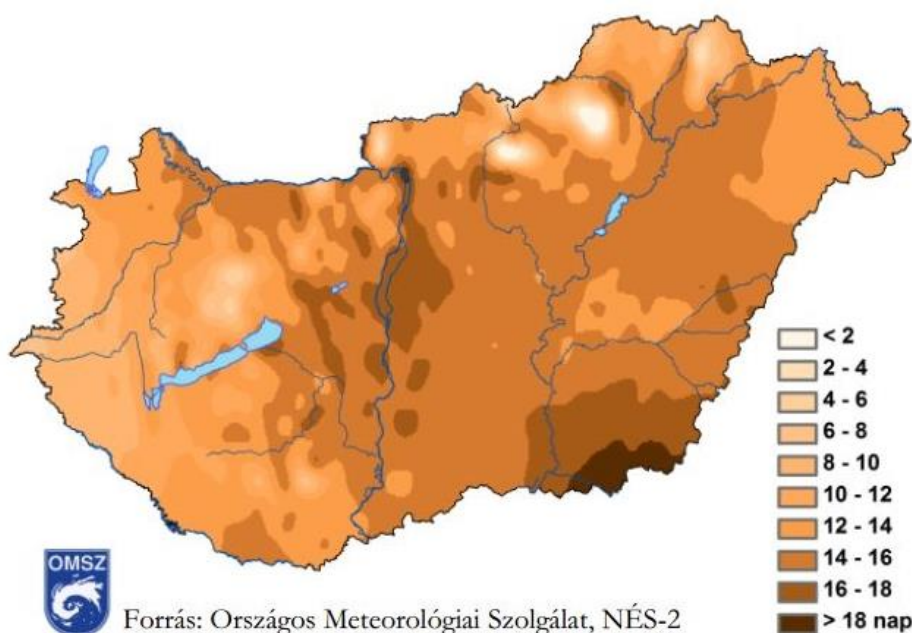 < 2
2 - 4
4 - 6
6 - 8
8 - 10
10 - 12
12 - 14
14 - 16
16 - 18
> 18 nap
OMSZ
Forrás: Országos Meteorológiai Szolgálat, NÉS-2